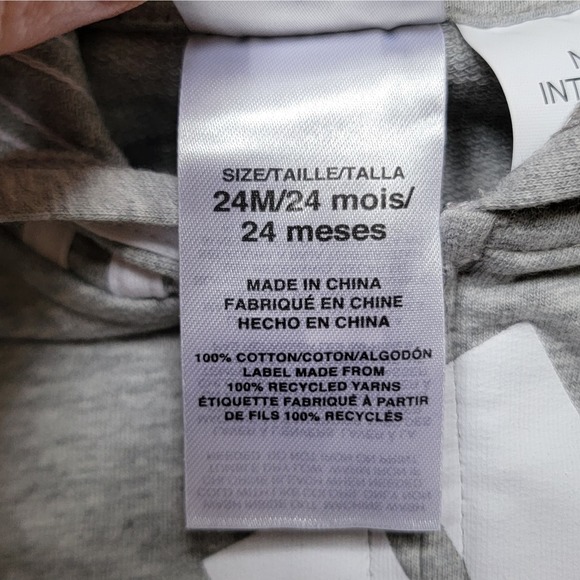 SIZE/TAILLE/TALLA
24M/24 mois/
24 meses
MADE IN CHINA
FABRIQUÉ EN CHINE
HECHO EN CHINA
100% COTTON/COTON/ALGODÓN
LABEL MADE FROM
100% RECYCLED YARNS
ÉTIQUETTE FABRIQUÉ À PARTIR
DE FILS 100% RECYCLÉS
N
INT